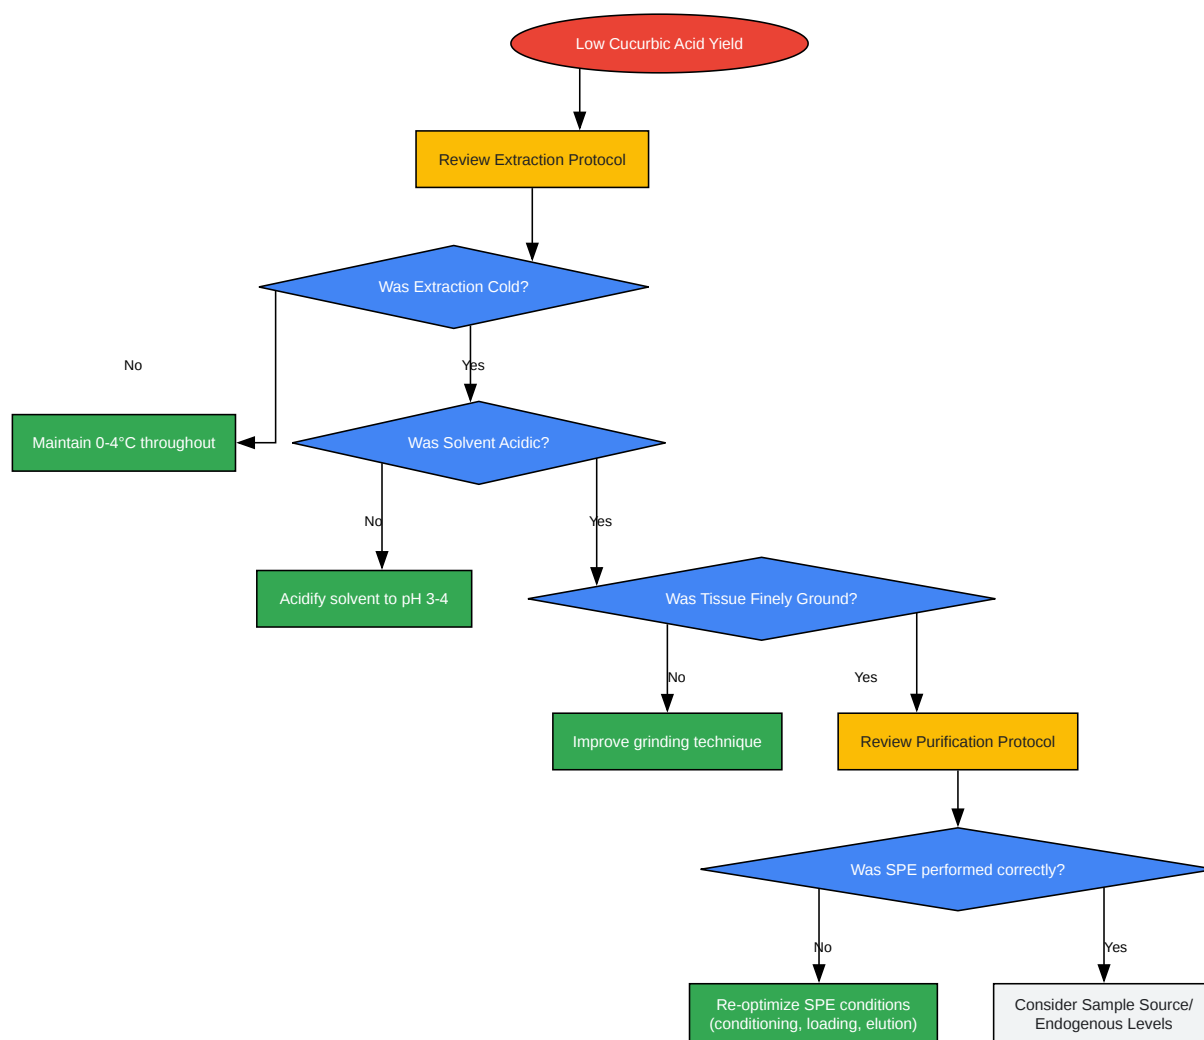 Low Cucurbic Acid Yield
Review Extraction Protocol
Was Extraction Cold?
No
Yes
Maintain 0-4°C throughout
Was Solvent Acidic?
No
Yes
Acidify solvent to pH 3-4
Was Tissue Finely Ground?
No
Yes
Improve grinding technique
Review Purification Protocol
Was SPE performed correctly?
No
Yes
Re-optimize SPE conditions
(conditioning, loading, elution)
Consider Sample Source/
Endogenous Levels